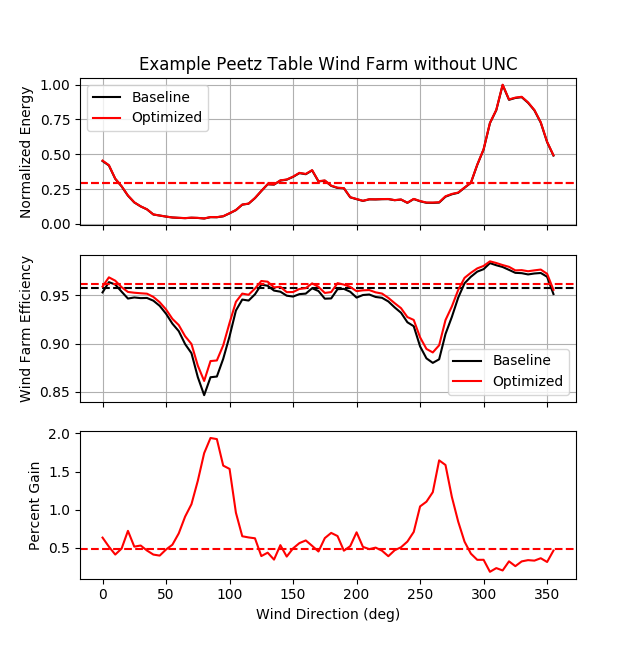 Example Peetz Table Wind Farm without UNC
Normalized Energy
1.00
0.75
0.50
0.25
0.00
Baseline
Optimized
Wind Farm Efficiency
0.95
0.90
0.85
Baseline
Optimized
Percent Gain
2.0
1.5
1.0
0.5
0 50 100 150 200 250 300 350
Wind Direction (deg)